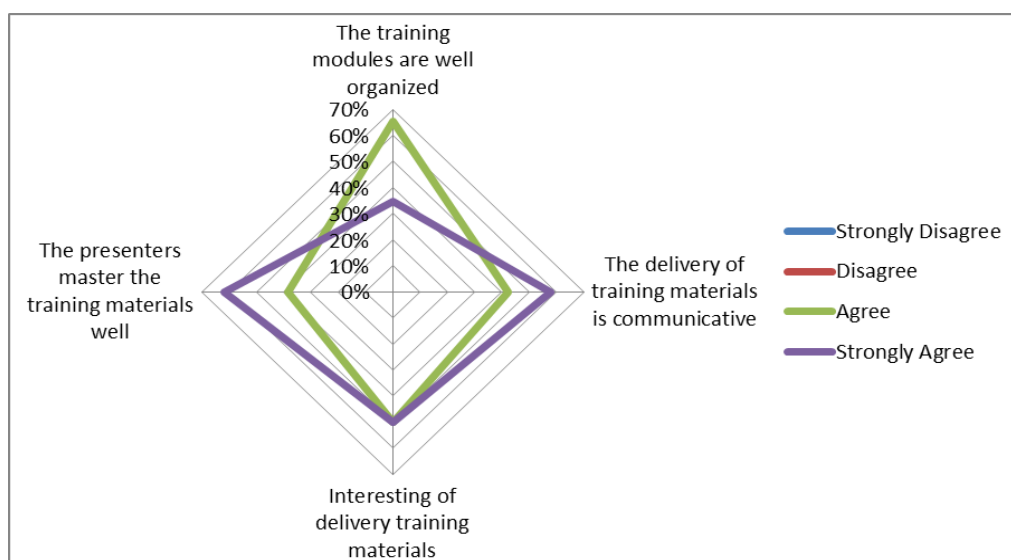 The training
modules are well
organized
70%
60%
50%
40%
30%
20%
10%
0%
The presenters
master the
training materials
well
The delivery of
training materials
is communicative
Interesting of
delivery training
materials
Strongly Disagree
Disagree
Agree
Strongly Agree